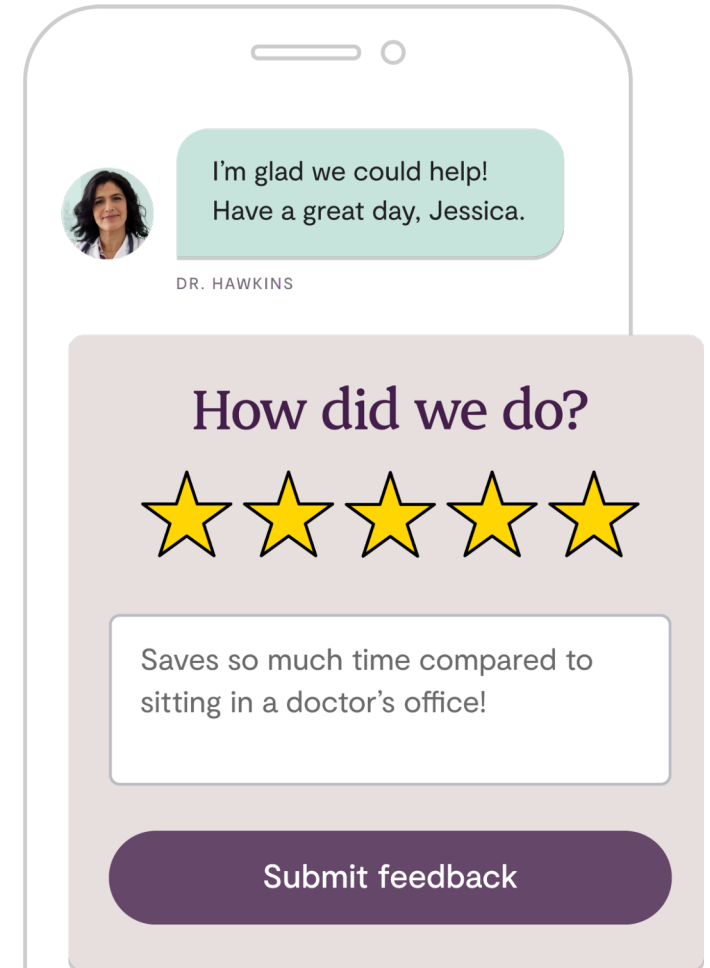 I’m glad we could help!
Have a great day, Jessica.
DR. HAWKINS
How did we do?
Saves so much time compared to
sitting in a doctor’s office!
Submit feedback